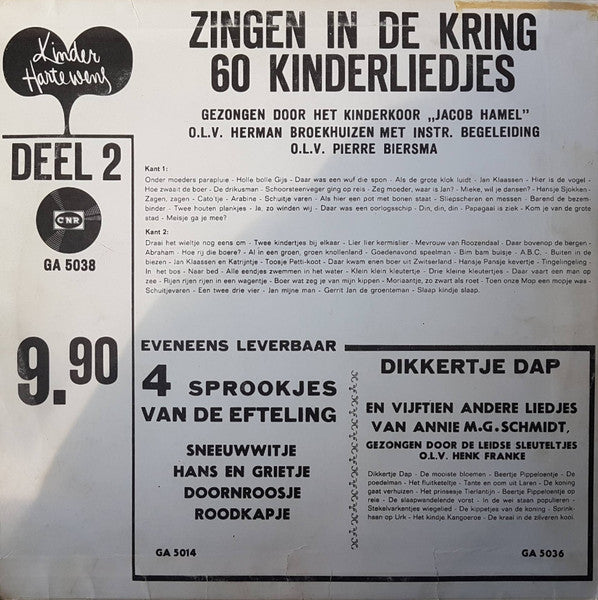 Kinder
Hartewens
DEEL 2
CNR
GA 5038
9.90
ZINGEN IN DE KRING
60 KINDERLIEDJES
GEZONGEN DOOR HET KINDERKOOR „JACOB HAMEL"
O.L.V. HERMAN BROEKHUIZEN MET INSTR. BEGELEIDING
O.L.V. PIERRE BIERSMA
Kant 1:
Onder moeders parapluie - Holle bolle Gijs - Daar was een wuf die spon - Als de grote klok luidt - Jan Klaassen - Hier is de vogel -
Hoe zwaait de boer - De drikusman - Schoorsteenveger ging op reis - Zeg moeder, waar is Jan? - Mieke, wil je dansen? - Hansje Sjokken -
Zagen, zagen - Cato tje - Arabina - Schuitje varen - Als hier een pot met bonen staat - Sliepscheren en messen - Barend de bezem-
binder - Twee houten plankjes - Ja, zo winden wij - Daar was een oorlogsschip - Din, din, din - Papagaai is ziek - Kom je van de grote
stad - Meisje ga je mee?
Kant 2:
Draai het wieltje nog eens om - Twee kindertjes bij elkaar - Lier lier kermislier - Mevrouw van Roozendaal - Daar bovenop de bergen -
Abraham - Hoe rij die boere? - Al in een groen, groen knollenland - Goedenavond speelman - Bim bam buisje - A.B.C. - Buiten in de
biezen - Jan Klaassen en Katrijntje - Toosje Petti-koot - Daar kwam enen boer uit Zwitserland - Hansje Pansje kevertje - Tingelingeling -
In het bos - Naar bed - Alle eendjes zwemmen in het water - Klein klein kleutertje - Drie kleine kleutertjes - Daar vaart een man op
zee - Rijen rijen rijen in een wagentje - Boer wat zeg je van mijn kippen - Moriaantje, zo zwart als roet - Toen onze Mop een mopje was -
Schuitjevaren - Een twee drie vier - Jan mijne man - Gerrit Jan de groenteman - Slaap kindje slaap.
EVENEENS LEVERBAAR
4 SPROOKJES
VAN DE EFTELING
SNEEUWWITJE
HANS EN GRIETJE
DOORNROOSJE
ROODKAPJE
GA 5014
DIKKERTJE DAP
EN VIJFTIEN ANDERE LIEDJES
VAN ANNIE M.G. SCHMIDT,
GEZONGEN DOOR DE LEIDSE SLEUTELTJES
O.L.V. HENK FRANKE
Dikkertje Dap - De mooiste bloemen - Beertje Pippeloentje - De
poedelman - Het fluitketeltje - Tante en oom uit Laren - De koning
gaat verhuizen - Het prinsesje Tierlantijn - Beertje Pippeloentje op
reis - De slaapwandelende vorst - In de wei staan populieren -
Stekelvarkentjes wiegelied - De kippetjes van de koning - Sprink-
haan op Urk - Het kindje Kangoeroe - De kraai in de zilveren kooi.
GA 5036